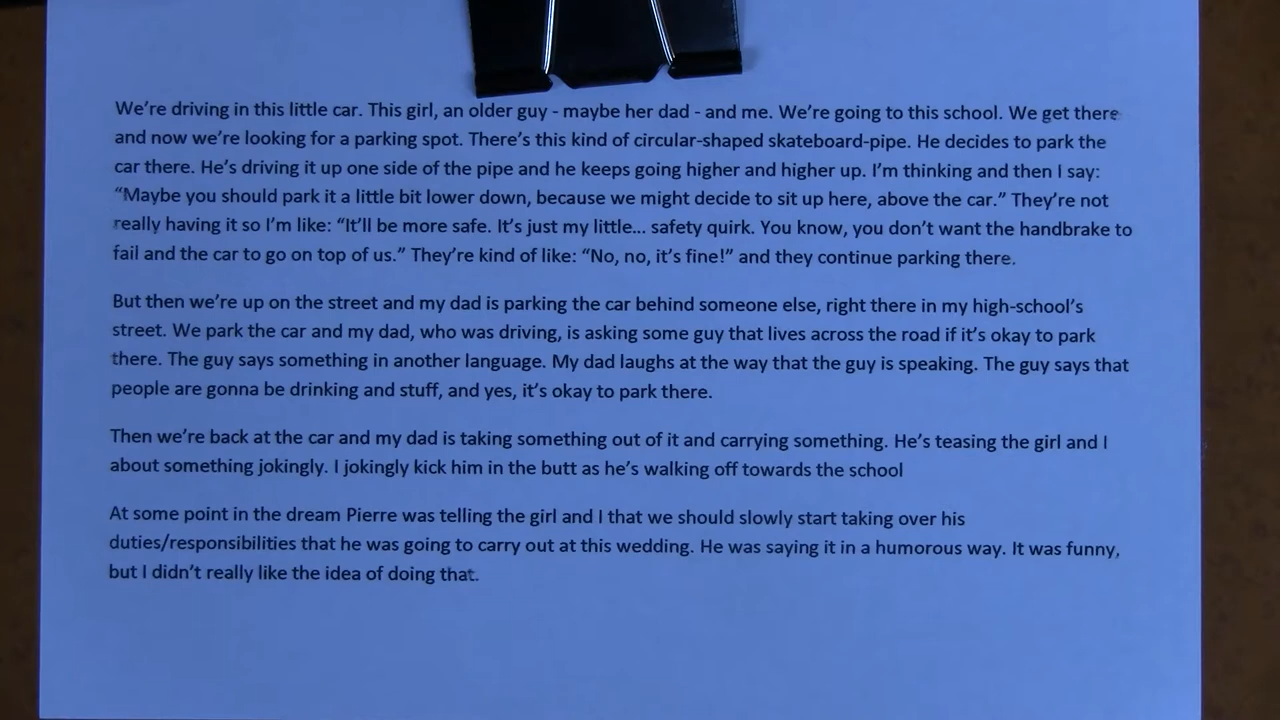 We’re driving in this little car. This girl, an older guy - maybe her dad - and me. We’re going to this school. We get there
and now we’re looking for a parking spot. There’s this kind of circular-shaped skateboard-pipe. He decides to park the
car there. He’s driving it up one side of the pipe and he keeps going higher and higher up. I’m thinking and then I say:
“Maybe you should park it a little bit lower down, because we might decide to sit up here, above the car.” They’re not
really having it so I’m like: “It’ll be more safe. It’s just my little... safety quirk. You know, you don’t want the handbrake to
fail and the car to go on top of us.” They’re kind of like: “No, no, it’s fine!” and they continue parking there.
But then we’re up on the street and my dad is parking the car behind someone else, right there in my high-school’s
street. We park the car and my dad, who was driving, is asking some guy that lives across the road if it’s okay to park
there. The guy says something in another language. My dad laughs at the way that the guy is speaking. The guy says that
people are gonna be drinking and stuff, and yes, it’s okay to park there.
Then we’re back at the car and my dad is taking something out of it and carrying something. He’s teasing the girl and I
about something jokingly. I jokingly kick him in the butt as he’s walking off towards the school
At some point in the dream Pierre was telling the girl and I that we should slowly start taking over his
duties/responsibilities that he was going to carry out at this wedding. He was saying it in a humorous way. It was funny,
but I didn’t really like the idea of doing that.